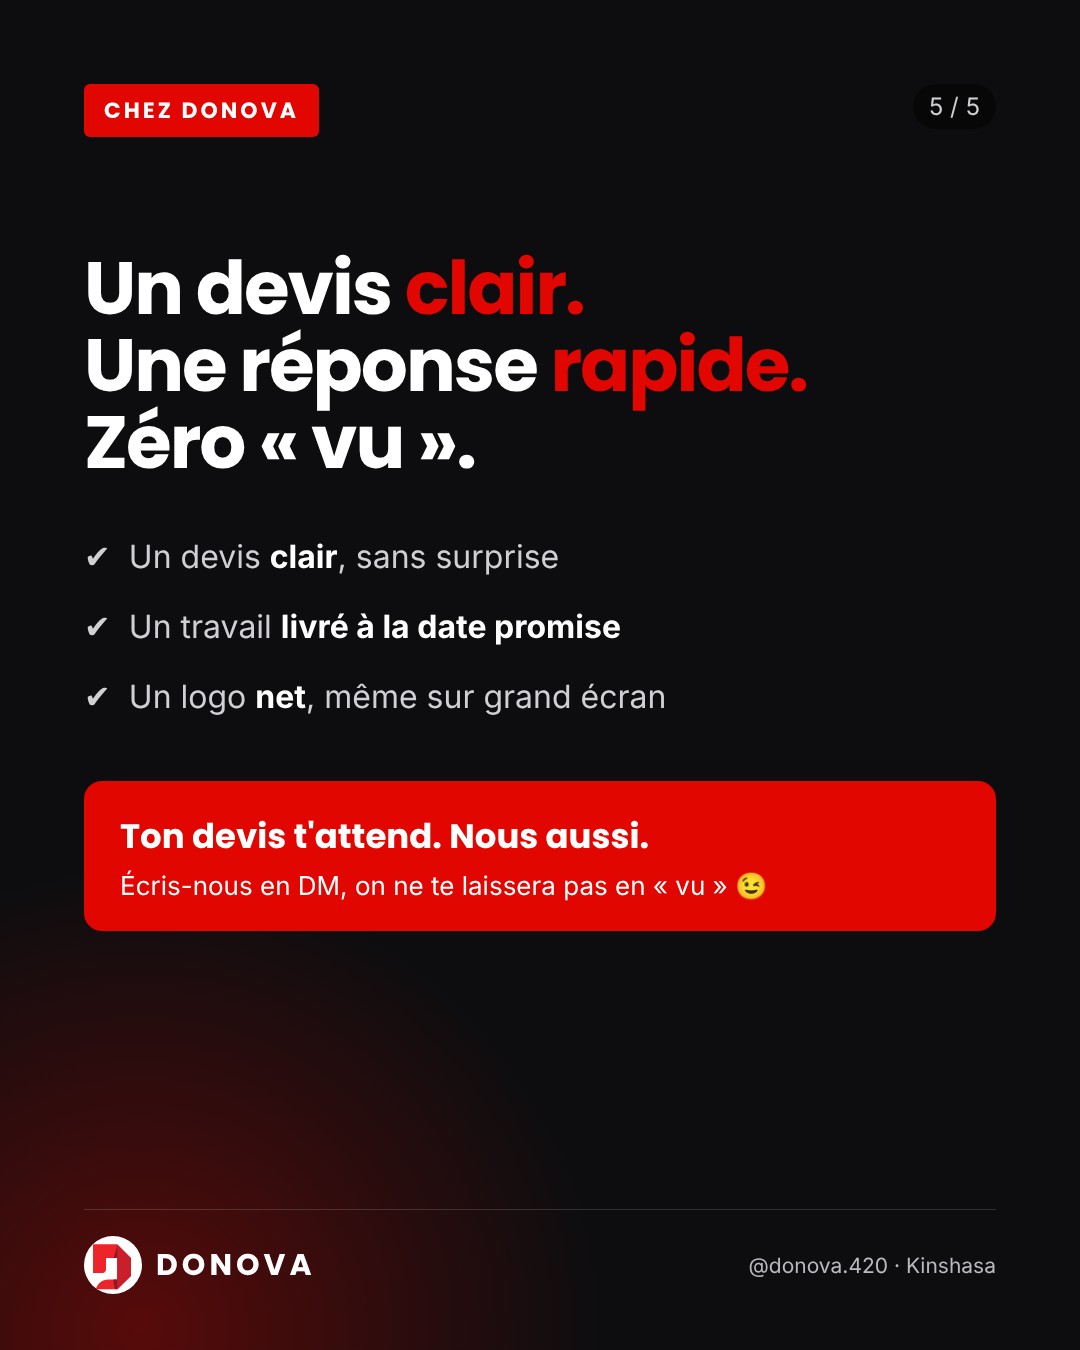 CHEZ DONOVA
5 / 5
Un devis clair.
Une réponse rapide.
Zéro « vu ».
✔ Un devis clair, sans surprise
✔ Un travail livré à la date promise
✔ Un logo net, même sur grand écran
Ton devis t'attend. Nous aussi.
Écris-nous en DM, on ne te laissera pas en « vu » 😉
DONOVA
@donova.420 · Kinshasa